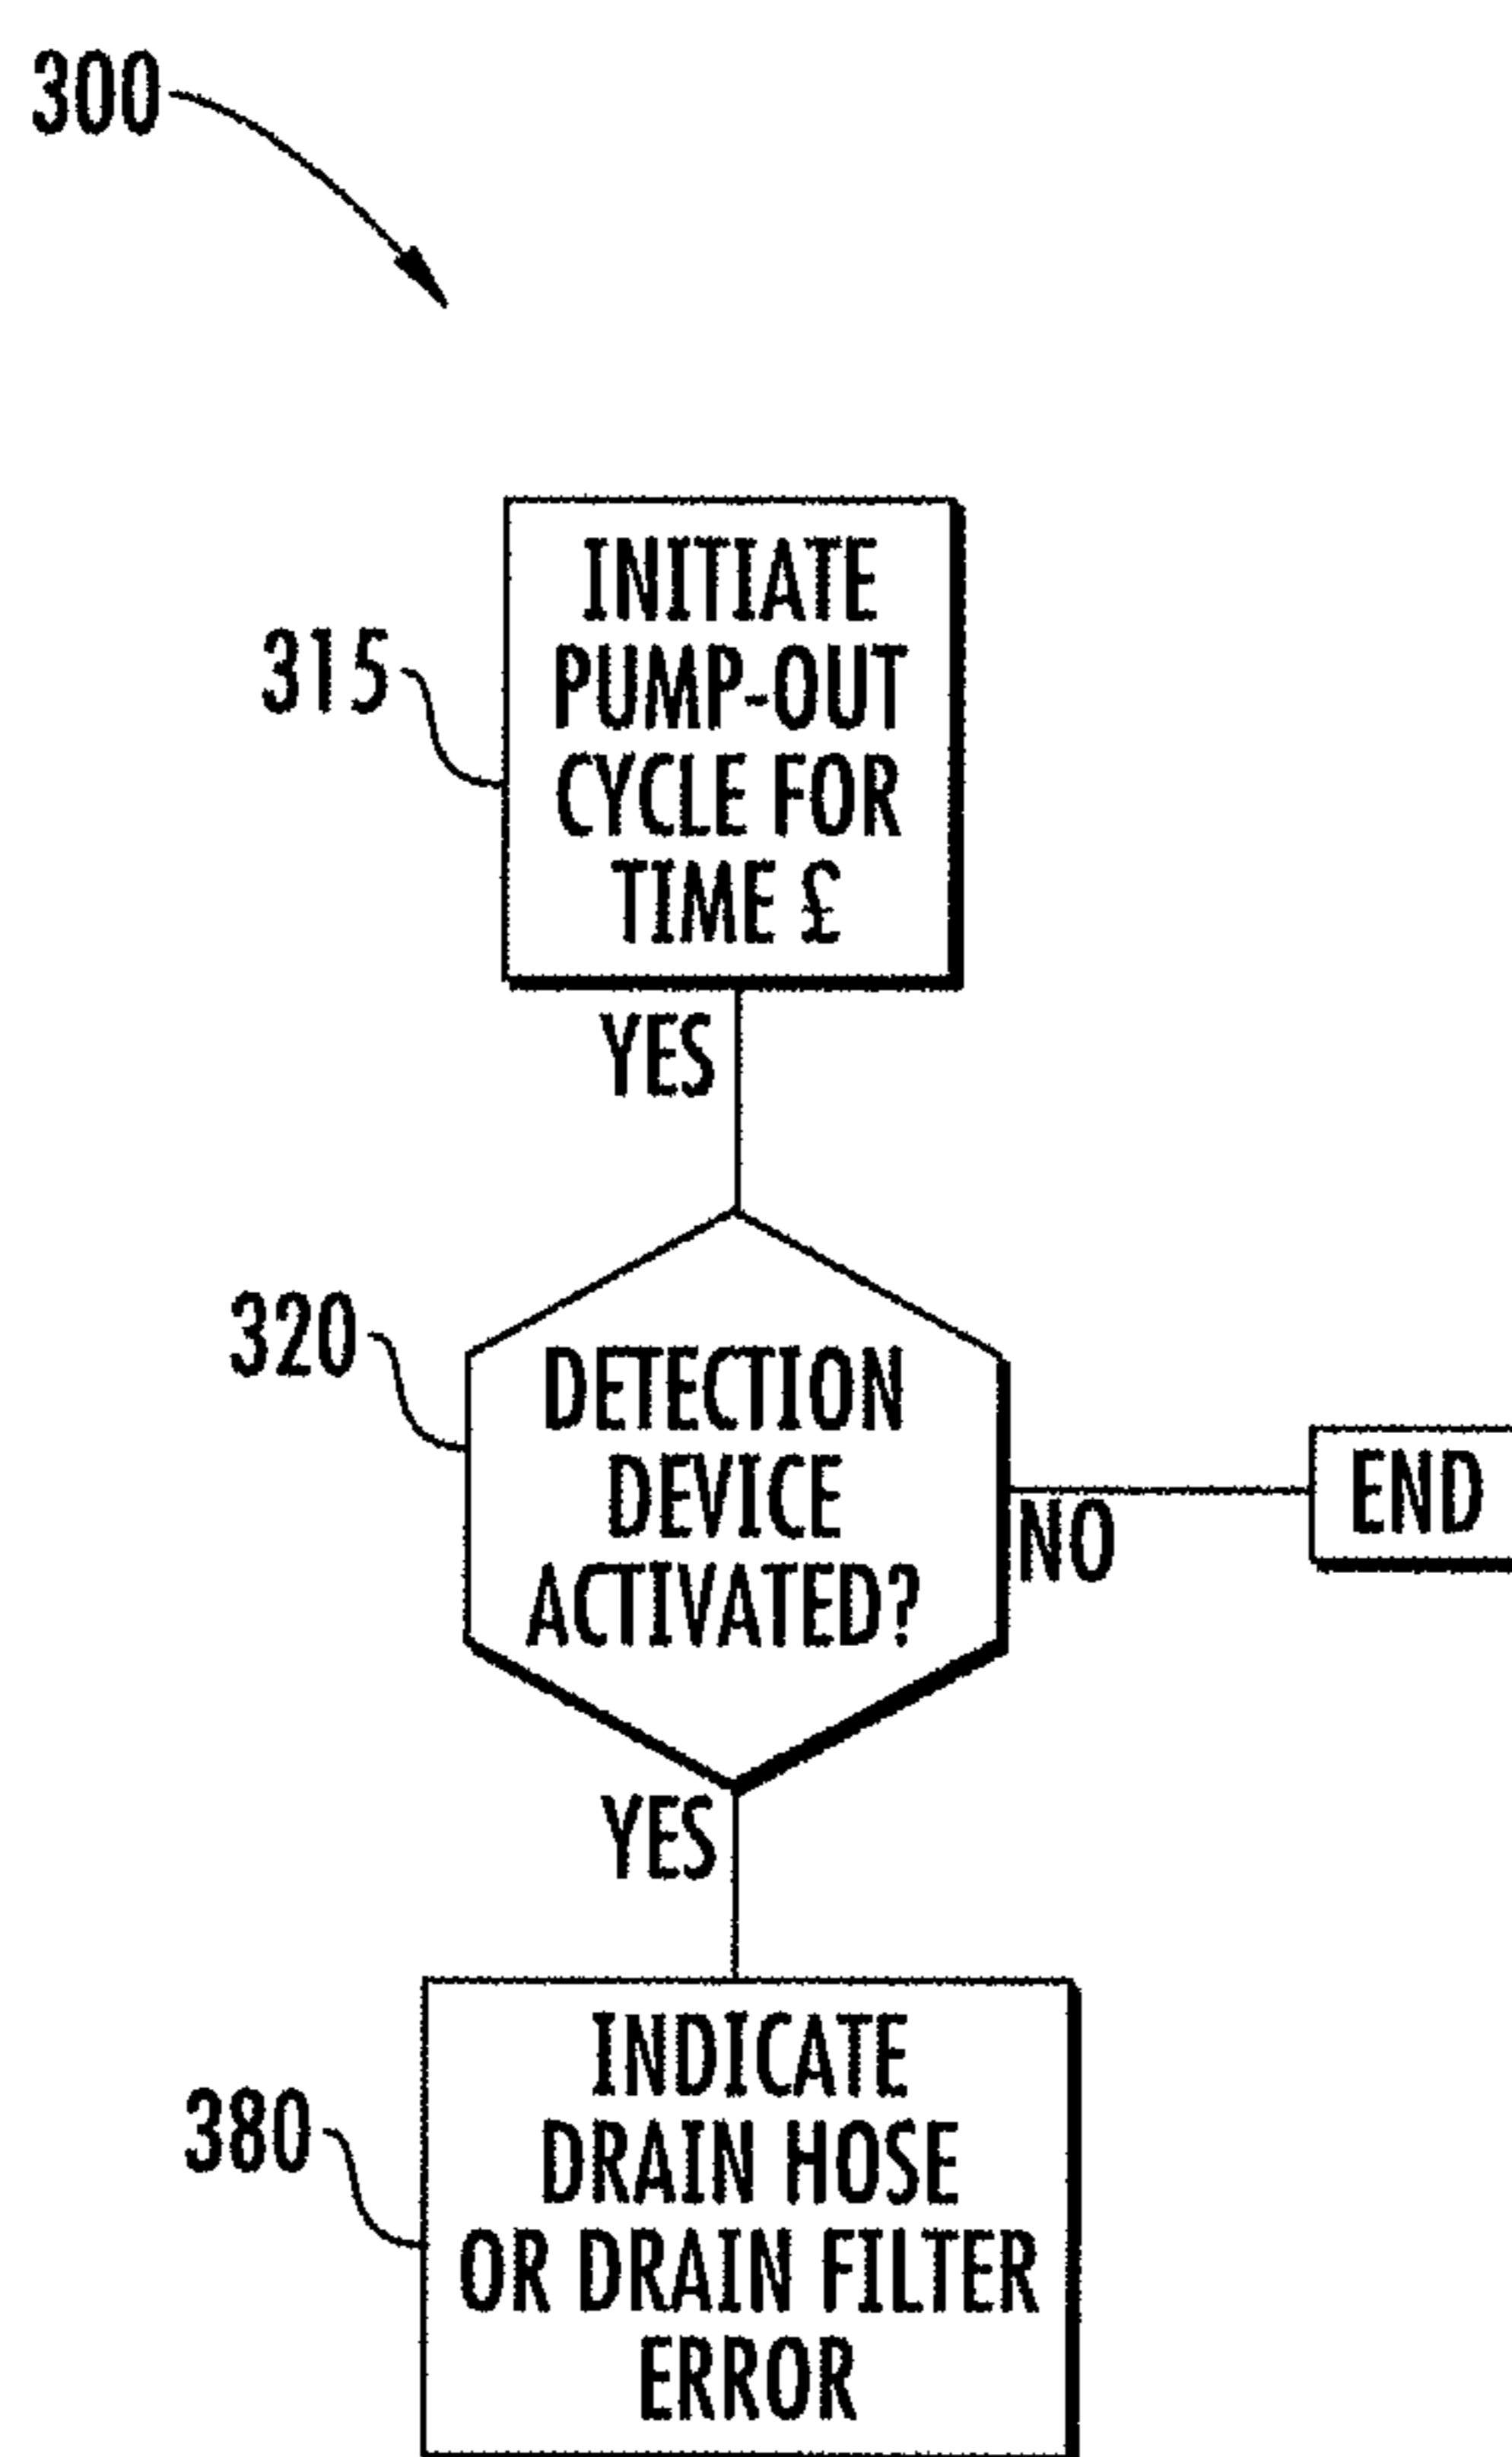 300
INITIATE
PUMP-OUT
CYCLE FOR
TIME £
315
YES
320
DETECTION
DEVICE
ACTIVATED?
NO
END
YES
380
INDICATE
DRAIN HOSE
OR DRAIN FILTER
ERROR